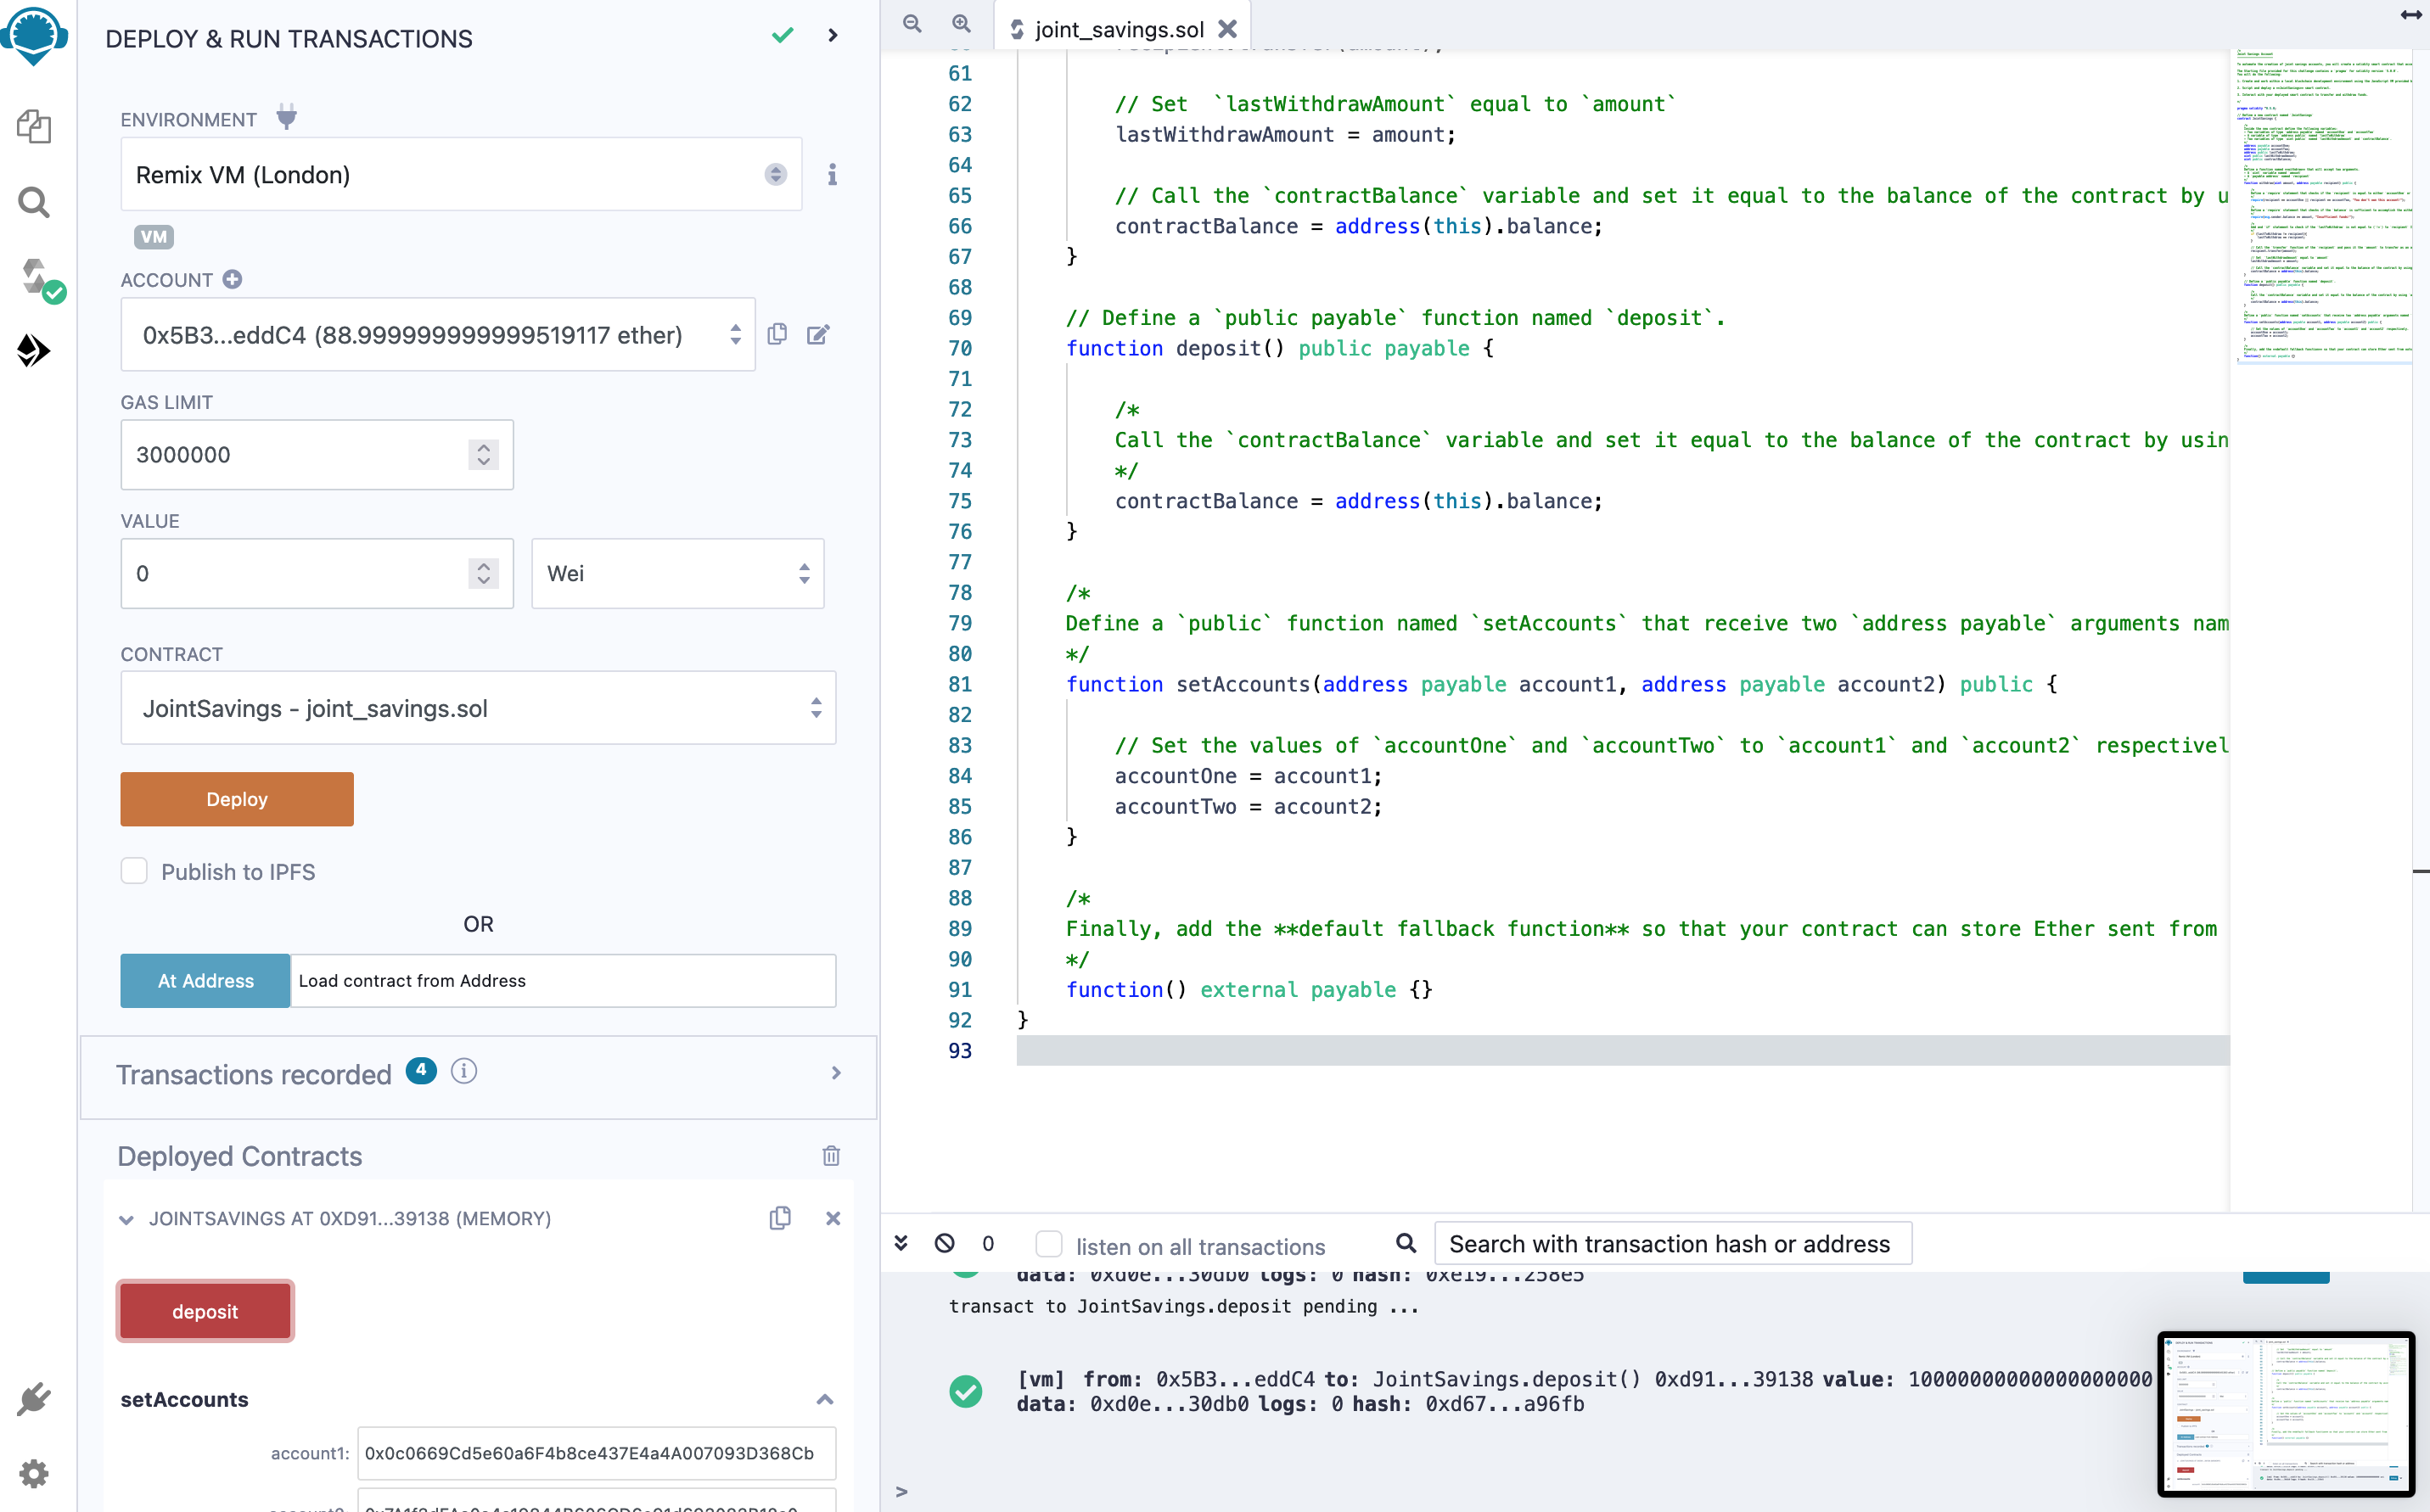 DEPLOY & RUN TRANSACTIONS
ENVIRONMENT
Remix VM (London)
VM
ACCOUNT
0x5B3...eddC4 (88.999999999999519117 ether)
GAS LIMIT
3000000
VALUE
0
Wei
CONTRACT
JointSavings - joint_savings.sol
Deploy
Publish to IPFS
OR
At Address
Load contract from Address
Transactions recorded 4
Deployed Contracts
JOINTSAVINGS AT 0XD91...39138 (MEMORY)
deposit
setAccounts
account1: 0x0c0669Cd5e60a6F4b8ce437E4a4A007093D368Cb
joint_savings.sol
61
62 // Set  `lastWithdrawAmount` equal to `amount`
63 lastWithdrawAmount = amount;
64
65 // Call the `contractBalance` variable and set it equal to the balance of the contract by u
66 contractBalance = address(this).balance;
67 }
68
69 // Define a `public payable` function named `deposit`.
70 function deposit() public payable {
71
72 /*
73 Call the `contractBalance` variable and set it equal to the balance of the contract by usin
74 */
75 contractBalance = address(this).balance;
76 }
77
78 /*
79 Define a `public` function named `setAccounts` that receive two `address payable` arguments nam
80 */
81 function setAccounts(address payable account1, address payable account2) public {
82
83 // Set the values of `accountOne` and `accountTwo` to `account1` and `account2` respectivel
84 accountOne = account1;
85 accountTwo = account2;
86 }
87
88 /*
89 Finally, add the **default fallback function** so that your contract can store Ether sent from
90 */
91 function() external payable {}
92 }
93
0
listen on all transactions
Search with transaction hash or address
data: 0xd0e...30db0 logs: 0 hash: 0xe19...258e5
transact to JointSavings.deposit pending ...
[vm] from: 0x5B3...eddC4 to: JointSavings.deposit() 0xd91...39138 value: 10000000000000000000
data: 0xd0e...30db0 logs: 0 hash: 0xd67...a96fb
>